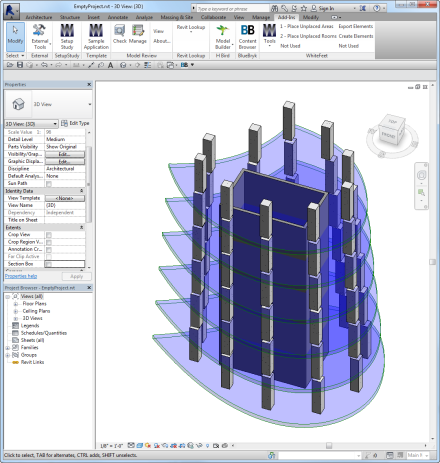 EmptyProject.rvt - 3D View: {3D}
Type a keyword or phrase
Sign In
Architecture Structure Insert Annotate Analyze Massing & Site Collaborate View Manage Add-Ins Modify
Modify
External Tools
Setup Study
Sample Application
Check Manage
View
About...
Revit Lookup
Model Builder
Content Browser
Tools
1 - Place Unplaced Areas Export Elements
2 - Place Unplaced Rooms Create Elements
Not Used Not Used
Select External SetupStudy Template Model Review Revit Lookup H Bird BlueBryk WhiteFeet
Properties
3D View
3D View: {3D} Edit Type
Scale Value 1: 96
Detail Level Medium
Parts Visibility Show Original
Visibility/Grap... Edit...
Graphic Displa... Edit...
Discipline Architectural
Default Analys... None
Sun Path
Identity Data
View Template <None>
View Name {3D}
Dependency Independent
Title on Sheet
Extents
Crop View
Crop Region V...
Annotation Cr...
Far Clip Active
Section Box
Properties help Apply
Project Browser - EmptyProject.rvt
Views (all)
Floor Plans
Ceiling Plans
3D Views
Legends
Schedules/Quantities
Sheets (all)
Families
Groups
Revit Links
TOP
FRONT
1/8" = 1'-0"
Click to select, TAB for alternates, CTRL adds, SHIFT unselects.
:0
Main